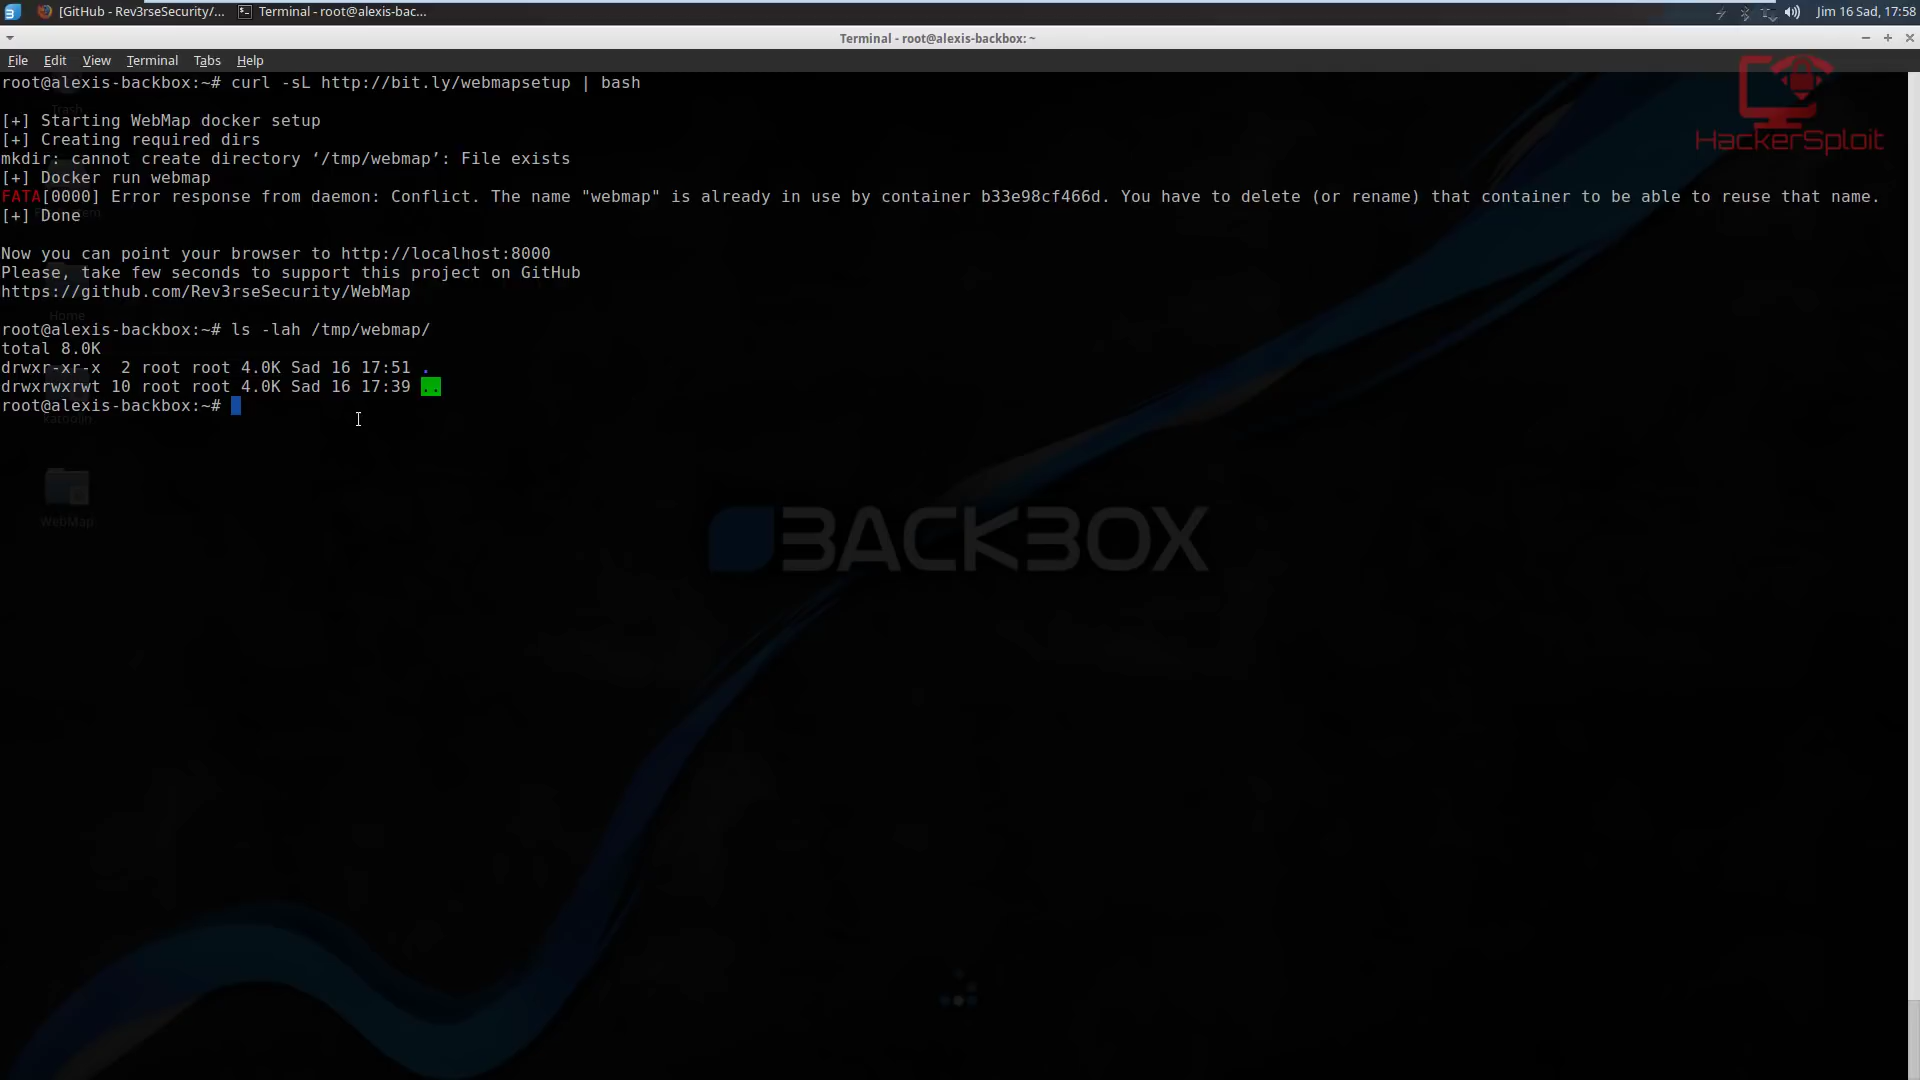 [GitHub - Rev3rseSecurity/...
Terminal - root@alexis-bac...
Jim 16 Sad, 17:58
Terminal - root@alexis-backbox: ~
File Edit View Terminal Tabs Help
root@alexis-backbox:~# curl -sL http://bit.ly/webmapsetup | bash
[+] Starting WebMap docker setup
[+] Creating required dirs
mkdir: cannot create directory ‘/tmp/webmap’: File exists
[+] Docker run webmap
FATA[0000] Error response from daemon: Conflict. The name "webmap" is already in use by container b33e98cf466d. You have to delete (or rename) that container to be able to reuse that name.
[+] Done
Now you can point your browser to http://localhost:8000
Please, take few seconds to support this project on GitHub
https://github.com/Rev3rseSecurity/WebMap
root@alexis-backbox:~# ls -lah /tmp/webmap/
total 8.0K
drwxr-xr-x  2 root root 4.0K Sad 16 17:51 .
drwxrwxrwt 10 root root 4.0K Sad 16 17:39 ..
root@alexis-backbox:~#
HackerSploit
Trash
Home
WebMap
BACKBOX